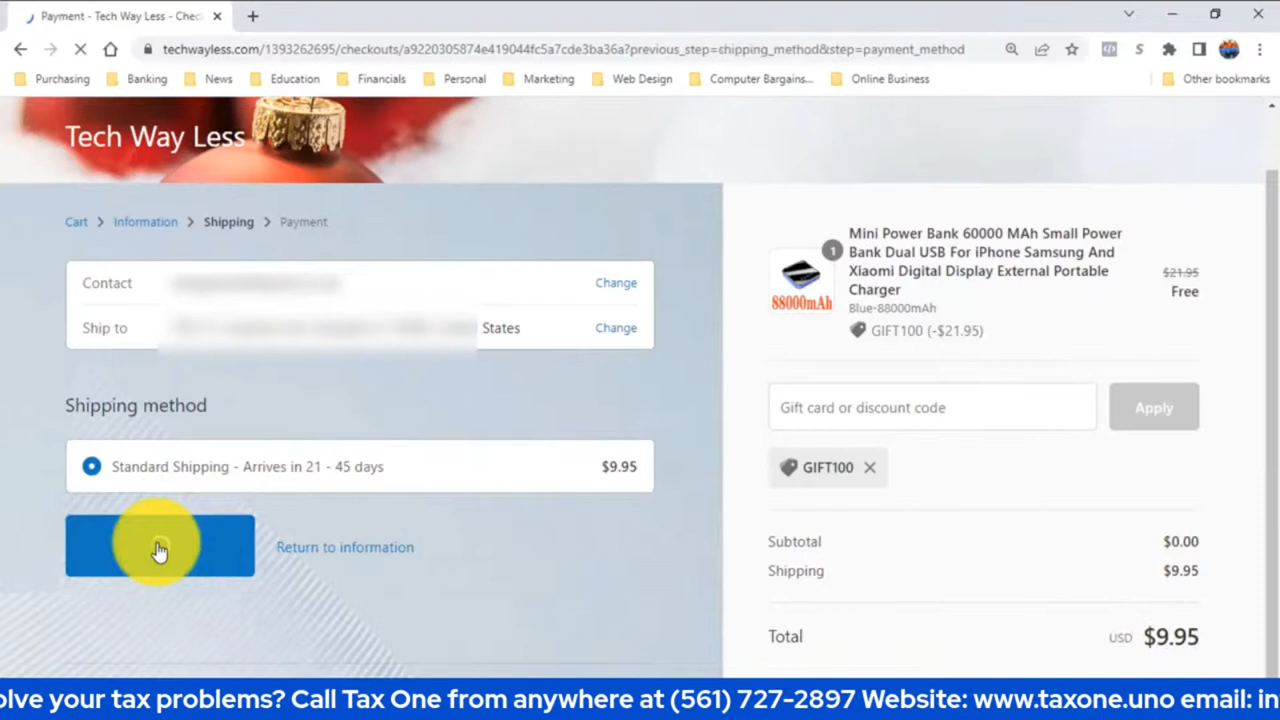 Payment - Tech Way Less - Chec
techwayless.com/1393262695/checkouts/a9220305874e419044fc5a7cde3ba36a?previous_step=shipping_method&step=payment_method
Purchasing Banking News Education Financials Personal Marketing Web Design Computer Bargains... Online Business Other bookmarks
Tech Way Less
Cart > Information > Shipping > Payment
Contact Change
Ship to States Change
Shipping method
Standard Shipping - Arrives in 21 - 45 days $9.95
Return to information
1
88000mAh
Mini Power Bank 60000 MAh Small Power
Bank Dual USB For iPhone Samsung And
Xiaomi Digital Display External Portable
Charger
Blue-88000mAh
GIFT100 (-$21.95)
$21.95
Free
Gift card or discount code Apply
GIFT100
Subtotal $0.00
Shipping $9.95
Total USD $9.95
olve your tax problems? Call Tax One from anywhere at (561) 727-2897 Website: www.taxone.uno email: in